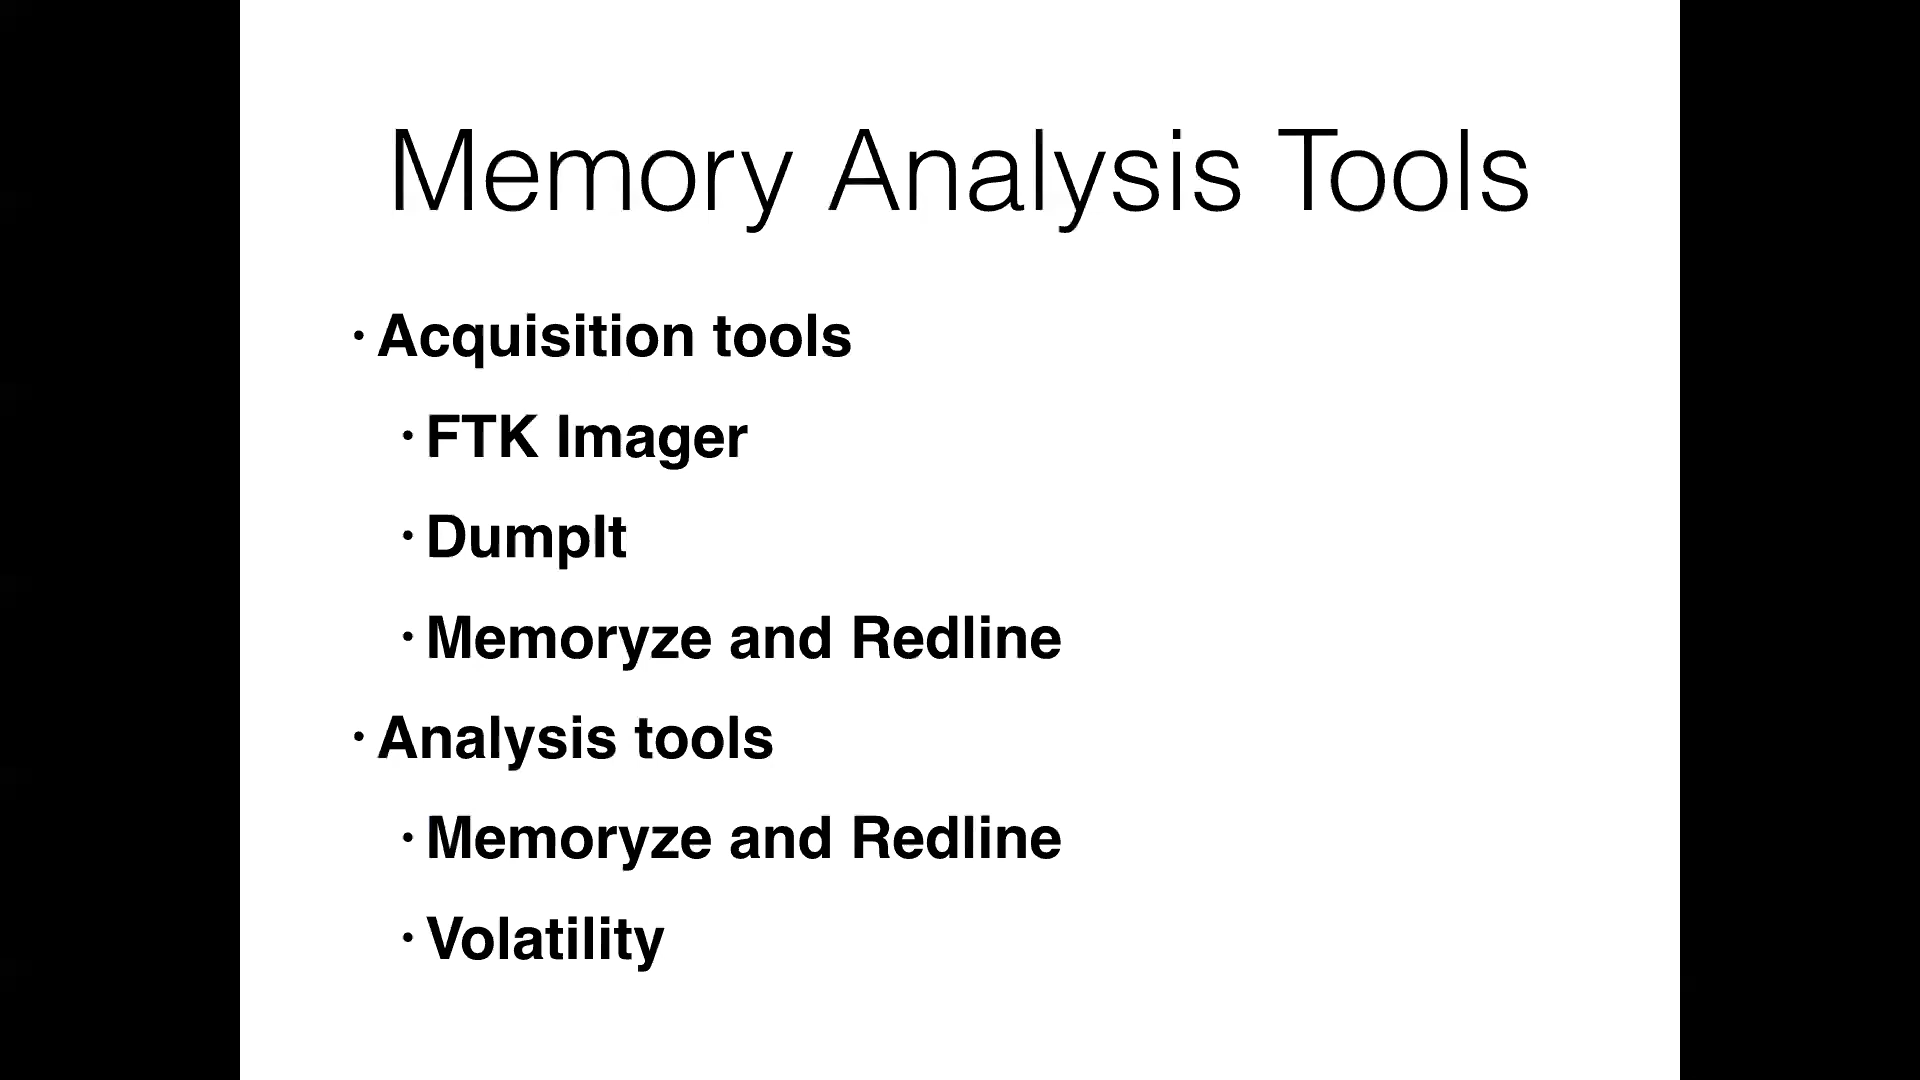 Memory Analysis Tools
· Acquisition tools
· FTK Imager
· DumpIt
· Memoryze and Redline
· Analysis tools
· Memoryze and Redline
· Volatility